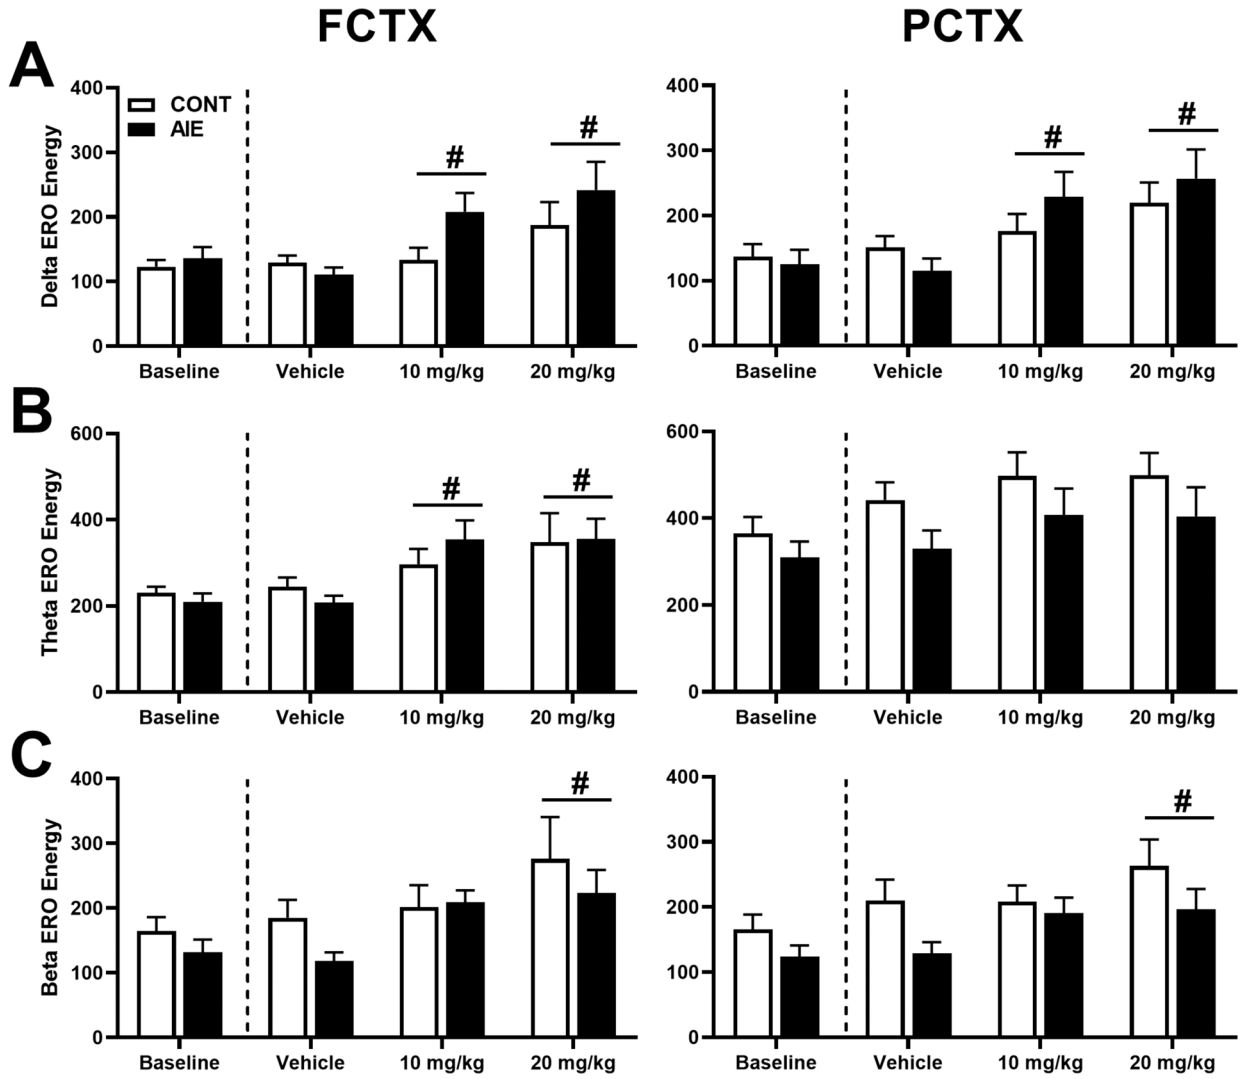 FCTX
PCTX
A
Delta ERO Energy
400
300
200
100
0
CONT
AIE
#
#
Baseline
Vehicle
10 mg/kg
20 mg/kg
400
300
200
100
0
#
#
Baseline
Vehicle
10 mg/kg
20 mg/kg
B
Theta ERO Energy
600
400
200
0
#
#
Baseline
Vehicle
10 mg/kg
20 mg/kg
600
400
200
0
Baseline
Vehicle
10 mg/kg
20 mg/kg
C
Beta ERO Energy
400
300
200
100
0
#
Baseline
Vehicle
10 mg/kg
20 mg/kg
400
300
200
100
0
#
Baseline
Vehicle
10 mg/kg
20 mg/kg